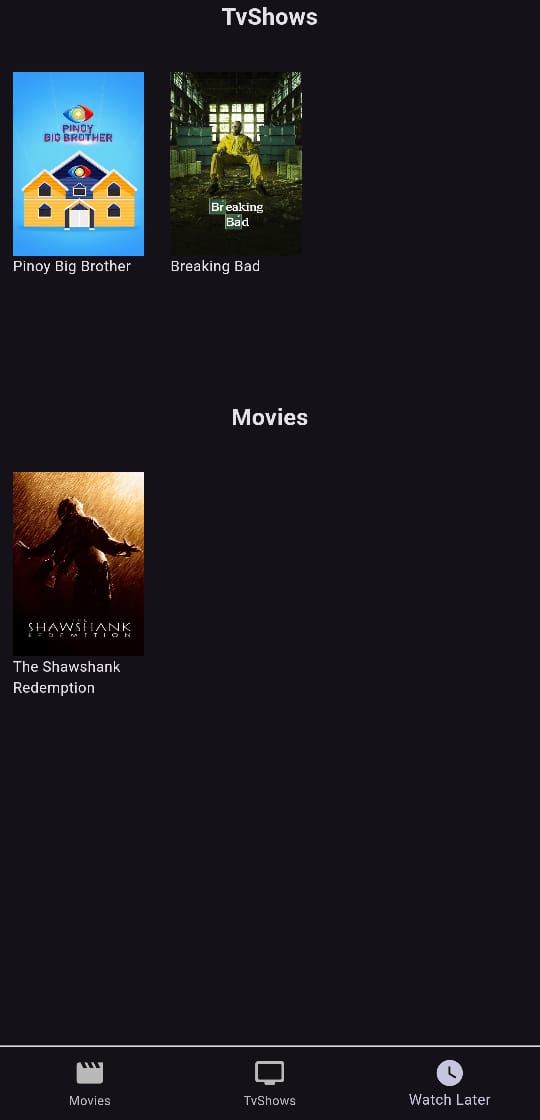 TvShows
PINOY
BIG BROTHER
Breaking
Bad
Pinoy Big Brother
Breaking Bad
Movies
THE
SHAWSHANK
REDEMPTION
The Shawshank
Redemption
Movies
TvShows
Watch Later